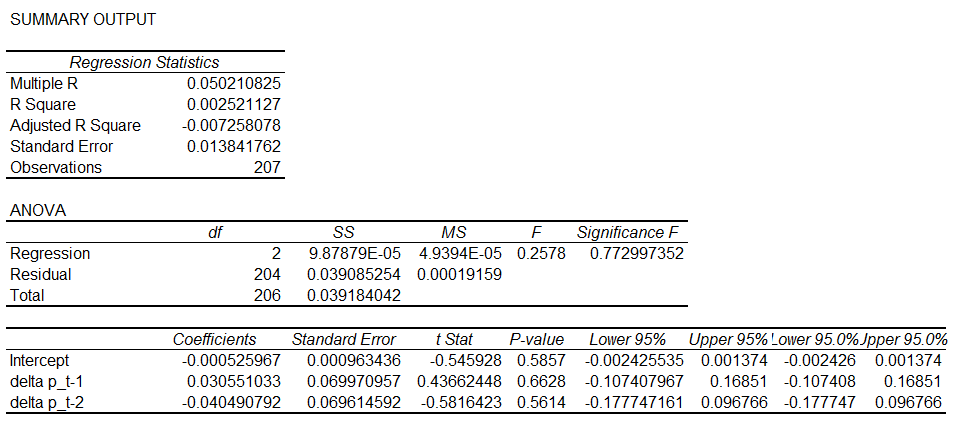 SUMMARY OUTPUT
Regression Statistics
Multiple R 0.050210825
R Square 0.002521127
Adjusted R Square -0.007258078
Standard Error 0.013841762
Observations 207
ANOVA
df SS MS F Significance F
Regression 2 9.87879E-05 4.9394E-05 0.2578 0.772997352
Residual 204 0.039085254 0.00019159
Total 206 0.039184042
Coefficients Standard Error t Stat P-value Lower 95% Upper 95% Lower 95.0% Upper 95.0%
Intercept -0.000525967 0.000963436 -0.545928 0.5857 -0.002425535 0.001374 -0.002426 0.001374
delta p_t-1 0.030551033 0.069970957 0.43662448 0.6628 -0.107407967 0.16851 -0.107408 0.16851
delta p_t-2 -0.040490792 0.069614592 -0.5816423 0.5614 -0.177747161 0.096766 -0.177747 0.096766